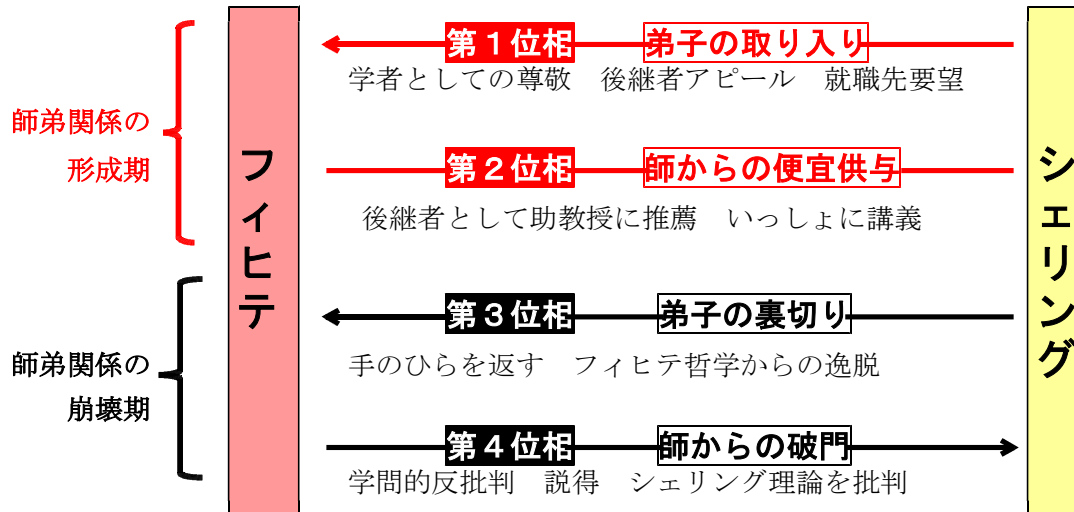 第１位相 弟子の取り入り
学者としての尊敬　後継者アピール　就職先要望
師弟関係の
形成期
フィヒテ
シェリング
第２位相 師からの便宜供与
後継者として助教授に推薦　いっしょに講義
第３位相 弟子の裏切り
手のひらを返す　フィヒテ哲学からの逸脱
師弟関係の
崩壊期
第４位相 師からの破門
学問的反批判　説得　シェリング理論を批判